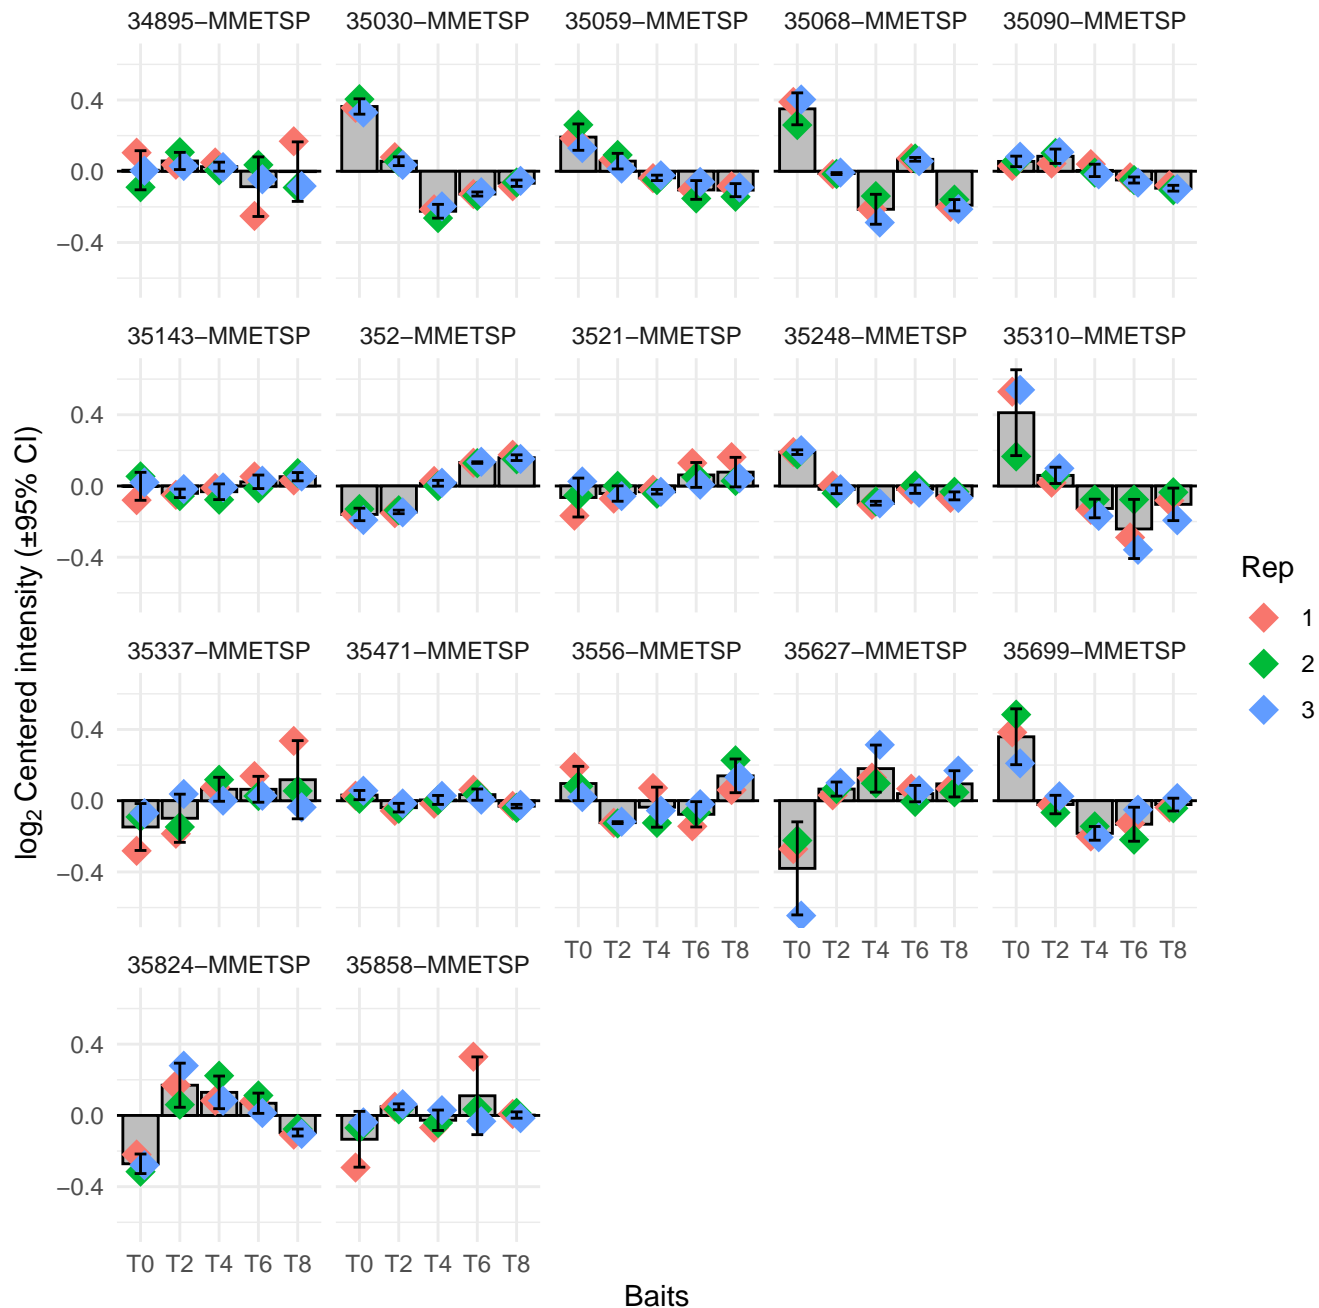 34895−MMETSP 35030−MMETSP 35059−MMETSP 35068−MMETSP 35090−MMETSP
0.4
0.0
−0.4
35143−MMETSP 352−MMETSP 3521−MMETSP 35248−MMETSP 35310−MMETSP
0.4
0.0
−0.4
35337−MMETSP 35471−MMETSP 3556−MMETSP 35627−MMETSP 35699−MMETSP
0.4
0.0
−0.4
T0 T2 T4 T6 T8 T0 T2 T4 T6 T8 T0 T2 T4 T6 T8
35824−MMETSP 35858−MMETSP
0.4
0.0
−0.4
T0 T2 T4 T6 T8 T0 T2 T4 T6 T8
Baits
log2 Centered intensity (±95% CI)
Rep
1
2
3